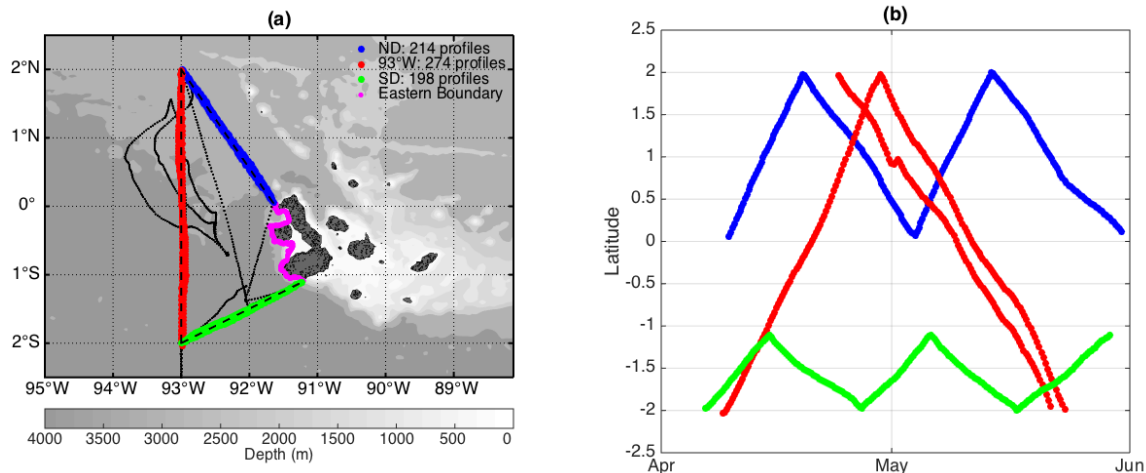 (a)
ND: 214 profiles
93°W: 274 profiles
SD: 198 profiles
Eastern Boundary
2°N
1°N
0°
1°S
2°S
95°W 94°W 93°W 92°W 91°W 90°W 89°W
4000 3500 3000 2500 2000 1500 1000 500 0
Depth (m)
(b)
2.5
2
1.5
1
0.5
0
-0.5
-1
-1.5
-2
-2.5
Latitude
Apr May Jun